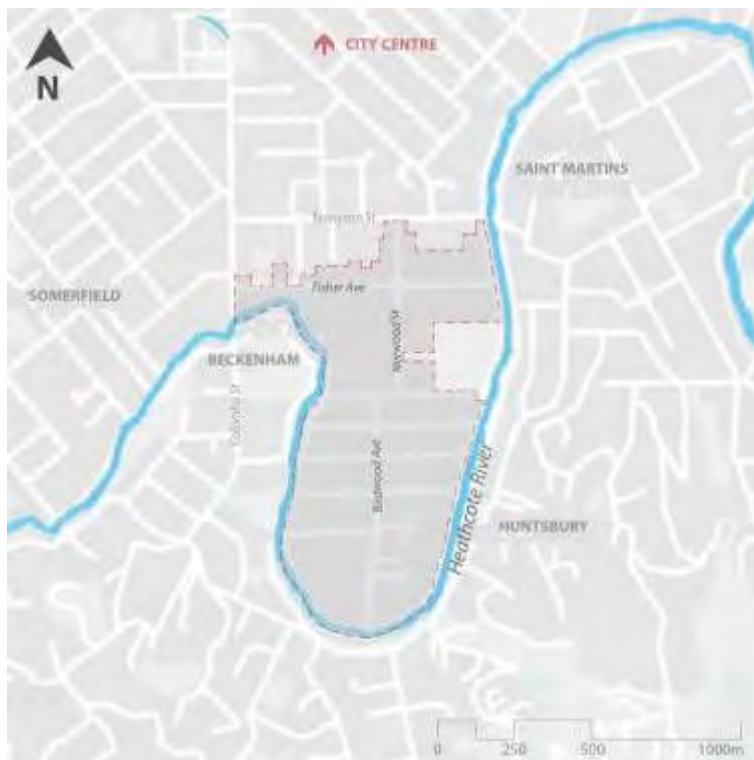 CITY CENTRE
N
SAINT MARTINS
Tennyson St
SOMERFIELD
Fisher Ave
Norwood St
BECKENHAM
Colombo St
Birdwood Ave
Heathcote River
HUNTSBURY
0 250 500 1000m